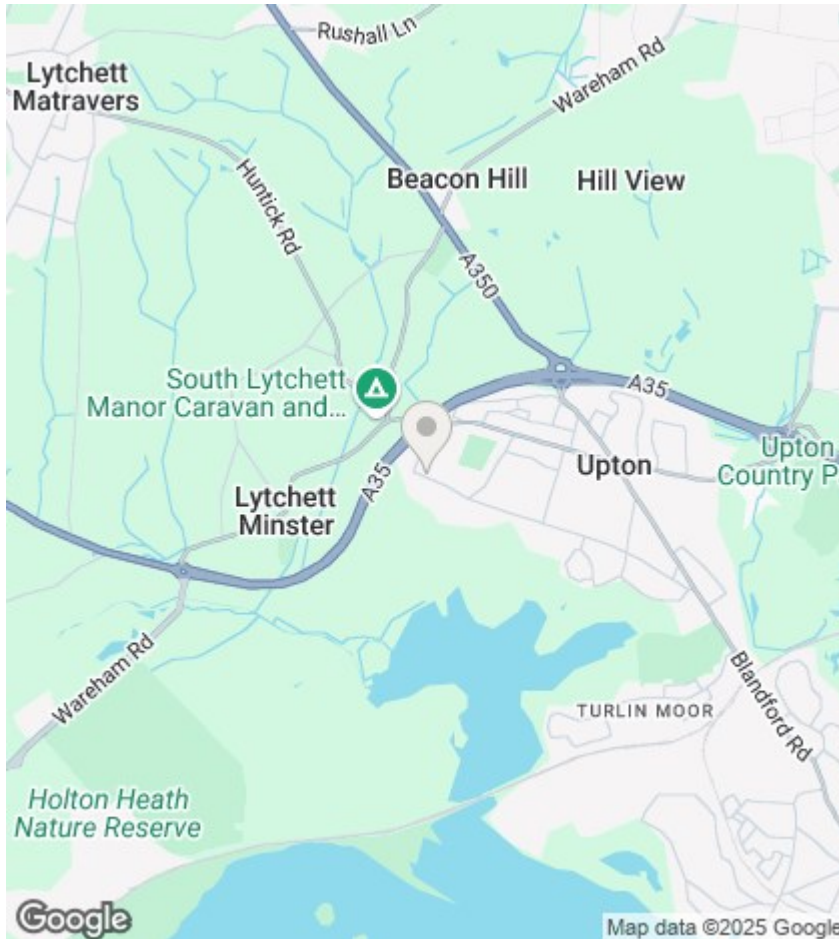 Rushall Ln
Lytchett
Matravers
Wareham Rd
Huntick Rd
Beacon Hill
Hill View
A350
South Lytchett
Manor Caravan and...
A35
A35
Upton
Upton
Country P
Lytchett
Minster
Wareham Rd
Blandford Rd
TURLIN MOOR
Holton Heath
Nature Reserve
Google
Map data ©2025 Google